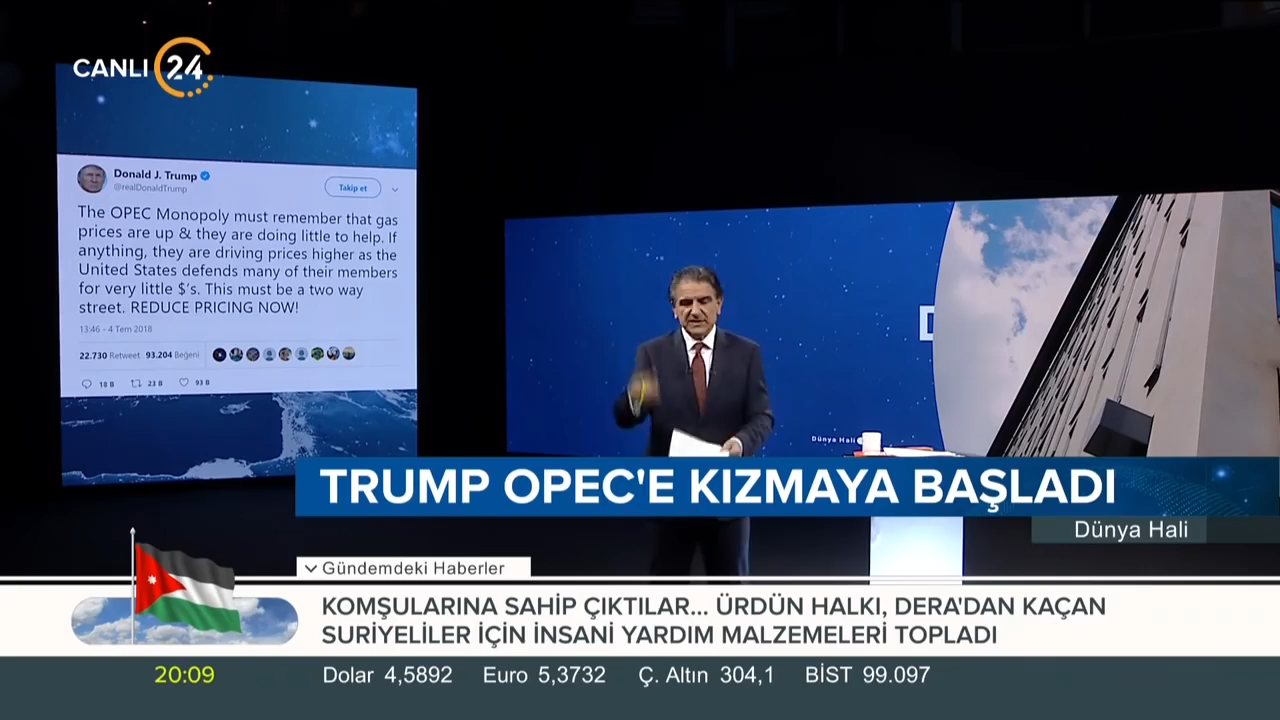 CANLI 24
Donald J. Trump
@realDonaldTrump
Takip et
The OPEC Monopoly must remember that gas
prices are up & they are doing little to help. If
anything, they are driving prices higher as the
United States defends many of their members
for very little $'s. This must be a two way
street. REDUCE PRICING NOW!
13:46 - 4 Tem 2018
22.730 Retweet 93.204 Beğeni
18 B 23 B 93 B
D
Dünya Hali
TRUMP OPEC'E KIZMAYA BAŞLADI
Dünya Hali
Gündemdeki Haberler
KOMŞULARINA SAHİP ÇIKTILAR... ÜRDÜN HALKI, DERA'DAN KAÇAN
SURİYELİLER İÇİN İNSANİ YARDIM MALZEMELERİ TOPLADI
20:09 Dolar 4,5892 Euro 5,3732 Ç. Altın 304,1 BİST 99.097